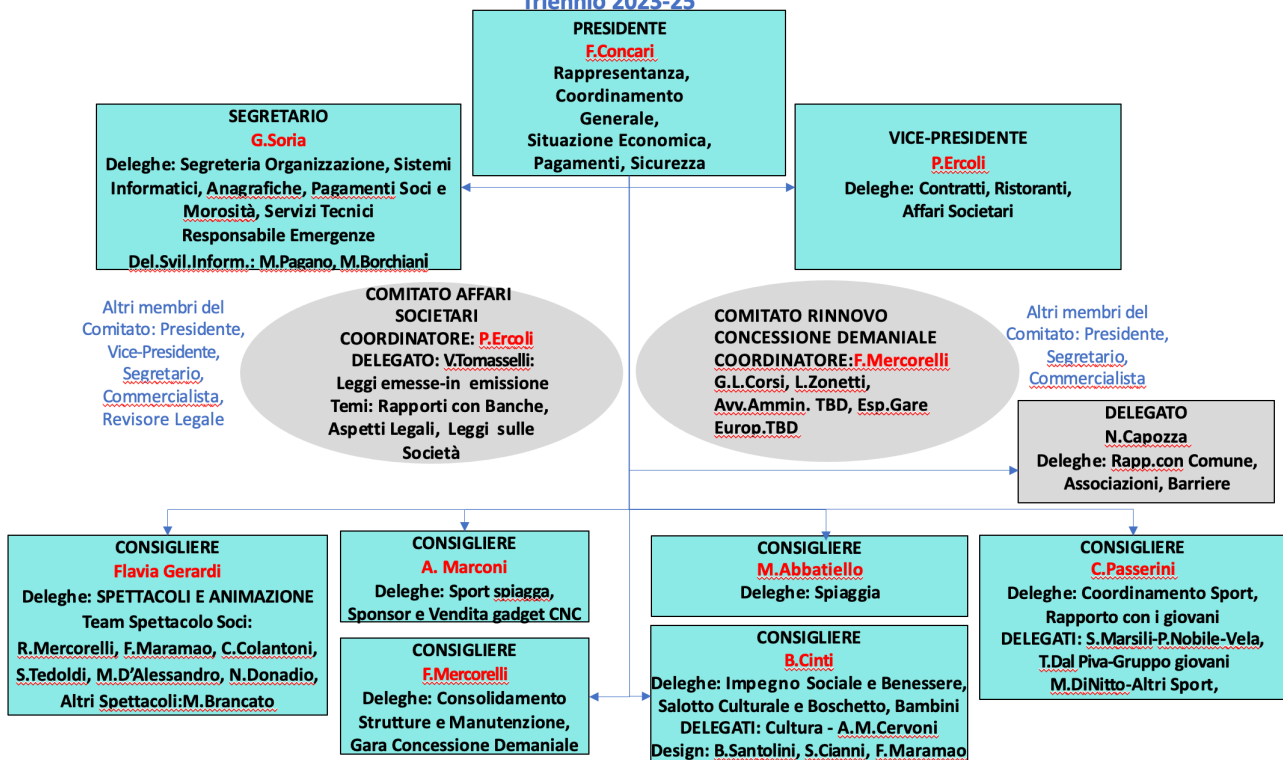 Triennio 2023-25
PRESIDENTE
F.Concari
Rappresentanza,
Coordinamento
Generale,
Situazione Economica,
Pagamenti, Sicurezza
SEGRETARIO
G.Soria
Deleghe: Segreteria Organizzazione, Sistemi
Informatici, Anagrafiche, Pagamenti Soci e
Morosità, Servizi Tecnici
Responsabile Emergenze
Del.Svil.Inform.: M.Pagano, M.Borchiani
VICE-PRESIDENTE
P.Ercoli
Deleghe: Contratti, Ristoranti,
Affari Societari
Altri membri del
Comitato: Presidente,
Vice-Presidente,
Segretario,
Commercialista,
Revisore Legale
COMITATO AFFARI
SOCIETARI
COORDINATORE: P.Ercoli
DELEGATO: V.Tomasselli:
Leggi emesse-in emissione
Temi: Rapporti con Banche,
Aspetti Legali, Leggi sulle
Società
COMITATO RINNOVO
CONCESSIONE DEMANIALE
COORDINATORE:F.Mercorelli
G.L.Corsi, L.Zonetti,
Avv.Ammin. TBD, Esp.Gare
Europ.TBD
Altri membri del
Comitato: Presidente,
Segretario,
Commercialista
DELEGATO
N.Capozza
Deleghe: Rapp.con Comune,
Associazioni, Barriere
CONSIGLIERE
Flavia Gerardi
Deleghe: SPETTACOLI E ANIMAZIONE
Team Spettacolo Soci:
R.Mercorelli, F.Maramao, C.Colantoni,
S.Tedoldi, M.D’Alessandro, N.Donadio,
Altri Spettacoli:M.Brancato
CONSIGLIERE
A. Marconi
Deleghe: Sport spiagga,
Sponsor e Vendita gadget CNC
CONSIGLIERE
F.Mercorelli
Deleghe: Consolidamento
Strutture e Manutenzione,
Gara Concessione Demaniale
CONSIGLIERE
M.Abbatiello
Deleghe: Spiaggia
CONSIGLIERE
B.Cinti
Deleghe: Impegno Sociale e Benessere,
Salotto Culturale e Boschetto, Bambini
DELEGATI: Cultura - A.M.Cervoni
Design: B.Santolini, S.Cianni, F.Maramao
CONSIGLIERE
C.Passerini
Deleghe: Coordinamento Sport,
Rapporto con i giovani
DELEGATI: S.Marsili-P.Nobile-Vela,
T.Dal Piva-Gruppo giovani
M.DiNitto-Altri Sport,